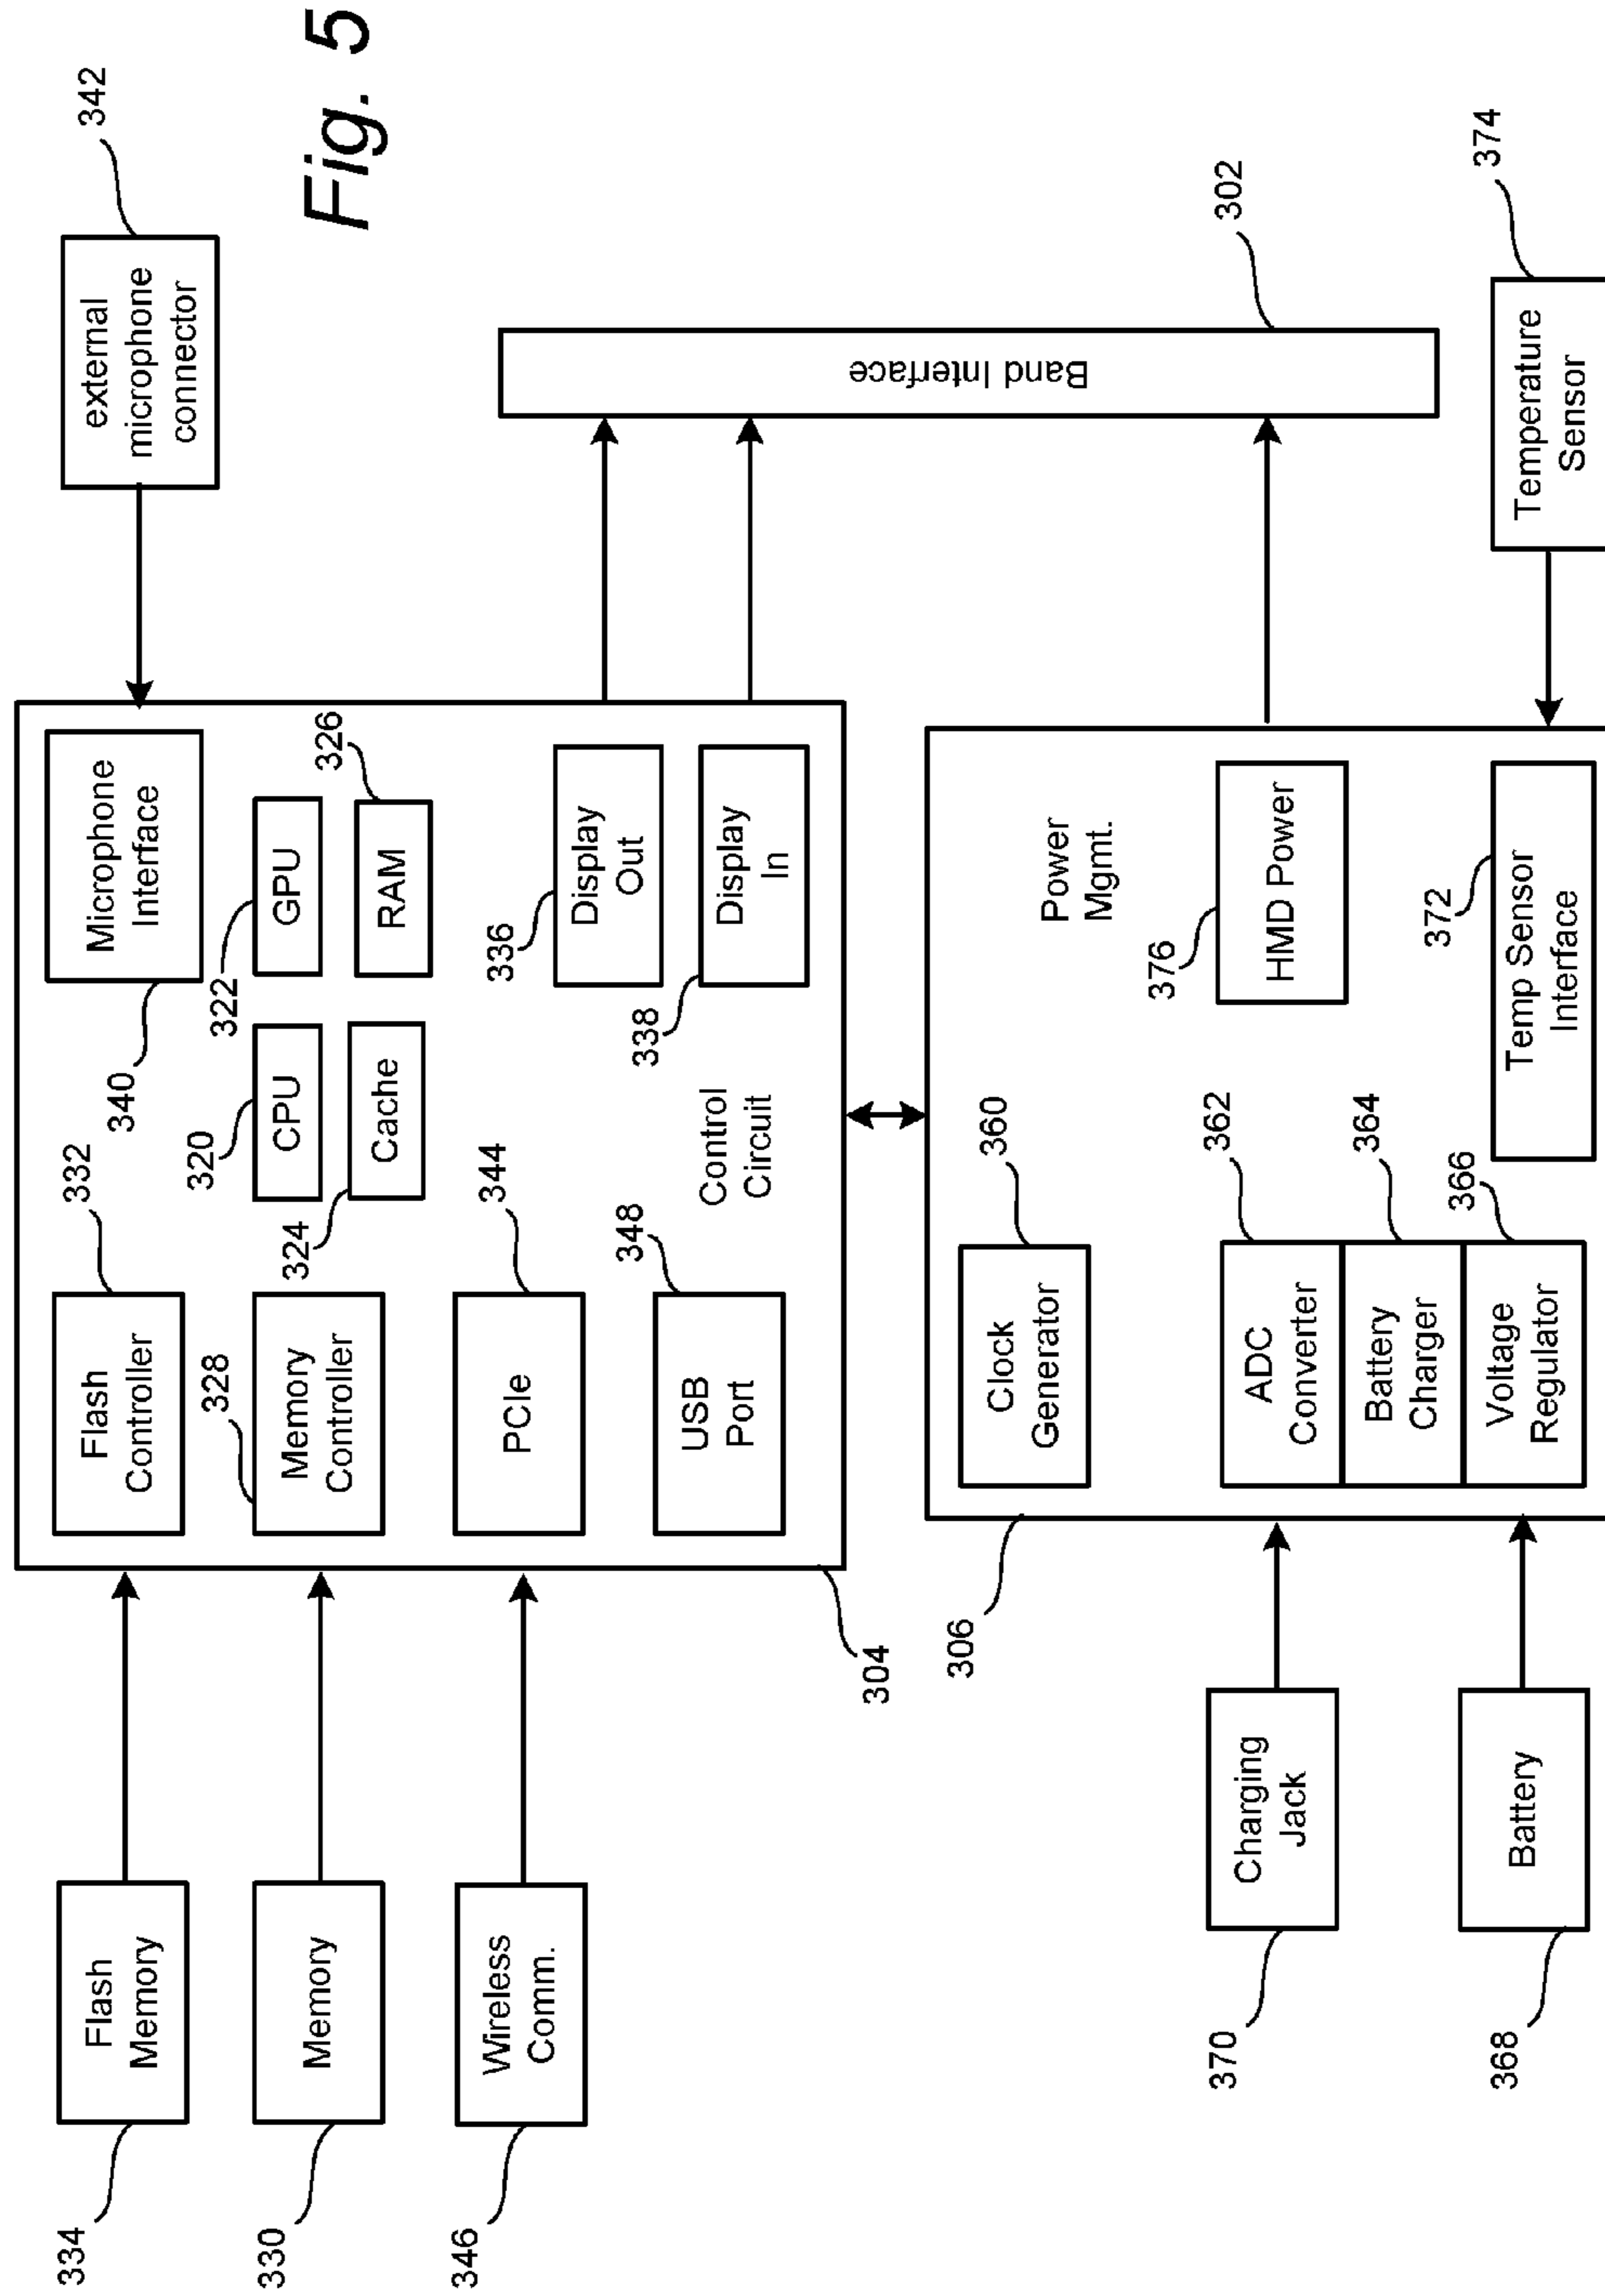 Fig. 5
334
Flash
Memory
330
Memory
346
Wireless
Comm.
332
Flash
Controller
328
Memory
Controller
344
PCIe
348
USB
Port
340
Microphone
Interface
320
CPU
322
GPU
324
Cache
326
RAM
336
Display
Out
338
Display
In
Control
Circuit
304
342
external
microphone
connector
302
Band Interface
306
360
Clock
Generator
Power
Mgmt.
362
ADC
Converter
364
Battery
Charger
366
Voltage
Regulator
376
HMD Power
372
Temp Sensor
Interface
370
Charging
Jack
368
Battery
374
Temperature
Sensor